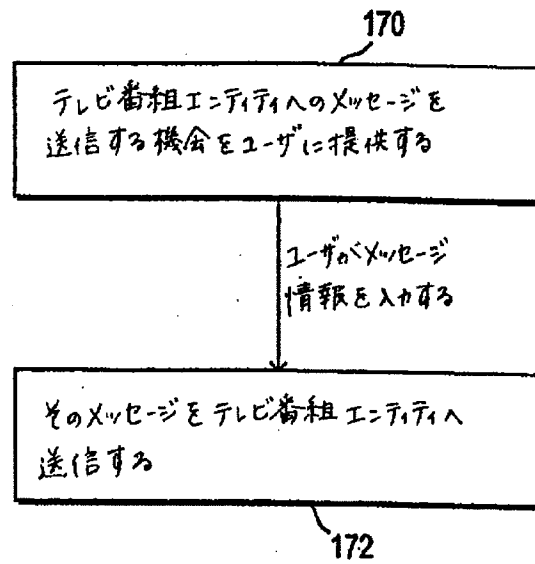 170
テレビ番組エンティティへのメッセージを
送信する機会をユーザに提供する
ユーザがメッセージ
情報を入力する
そのメッセージをテレビ番組エンティティへ
送信する
172